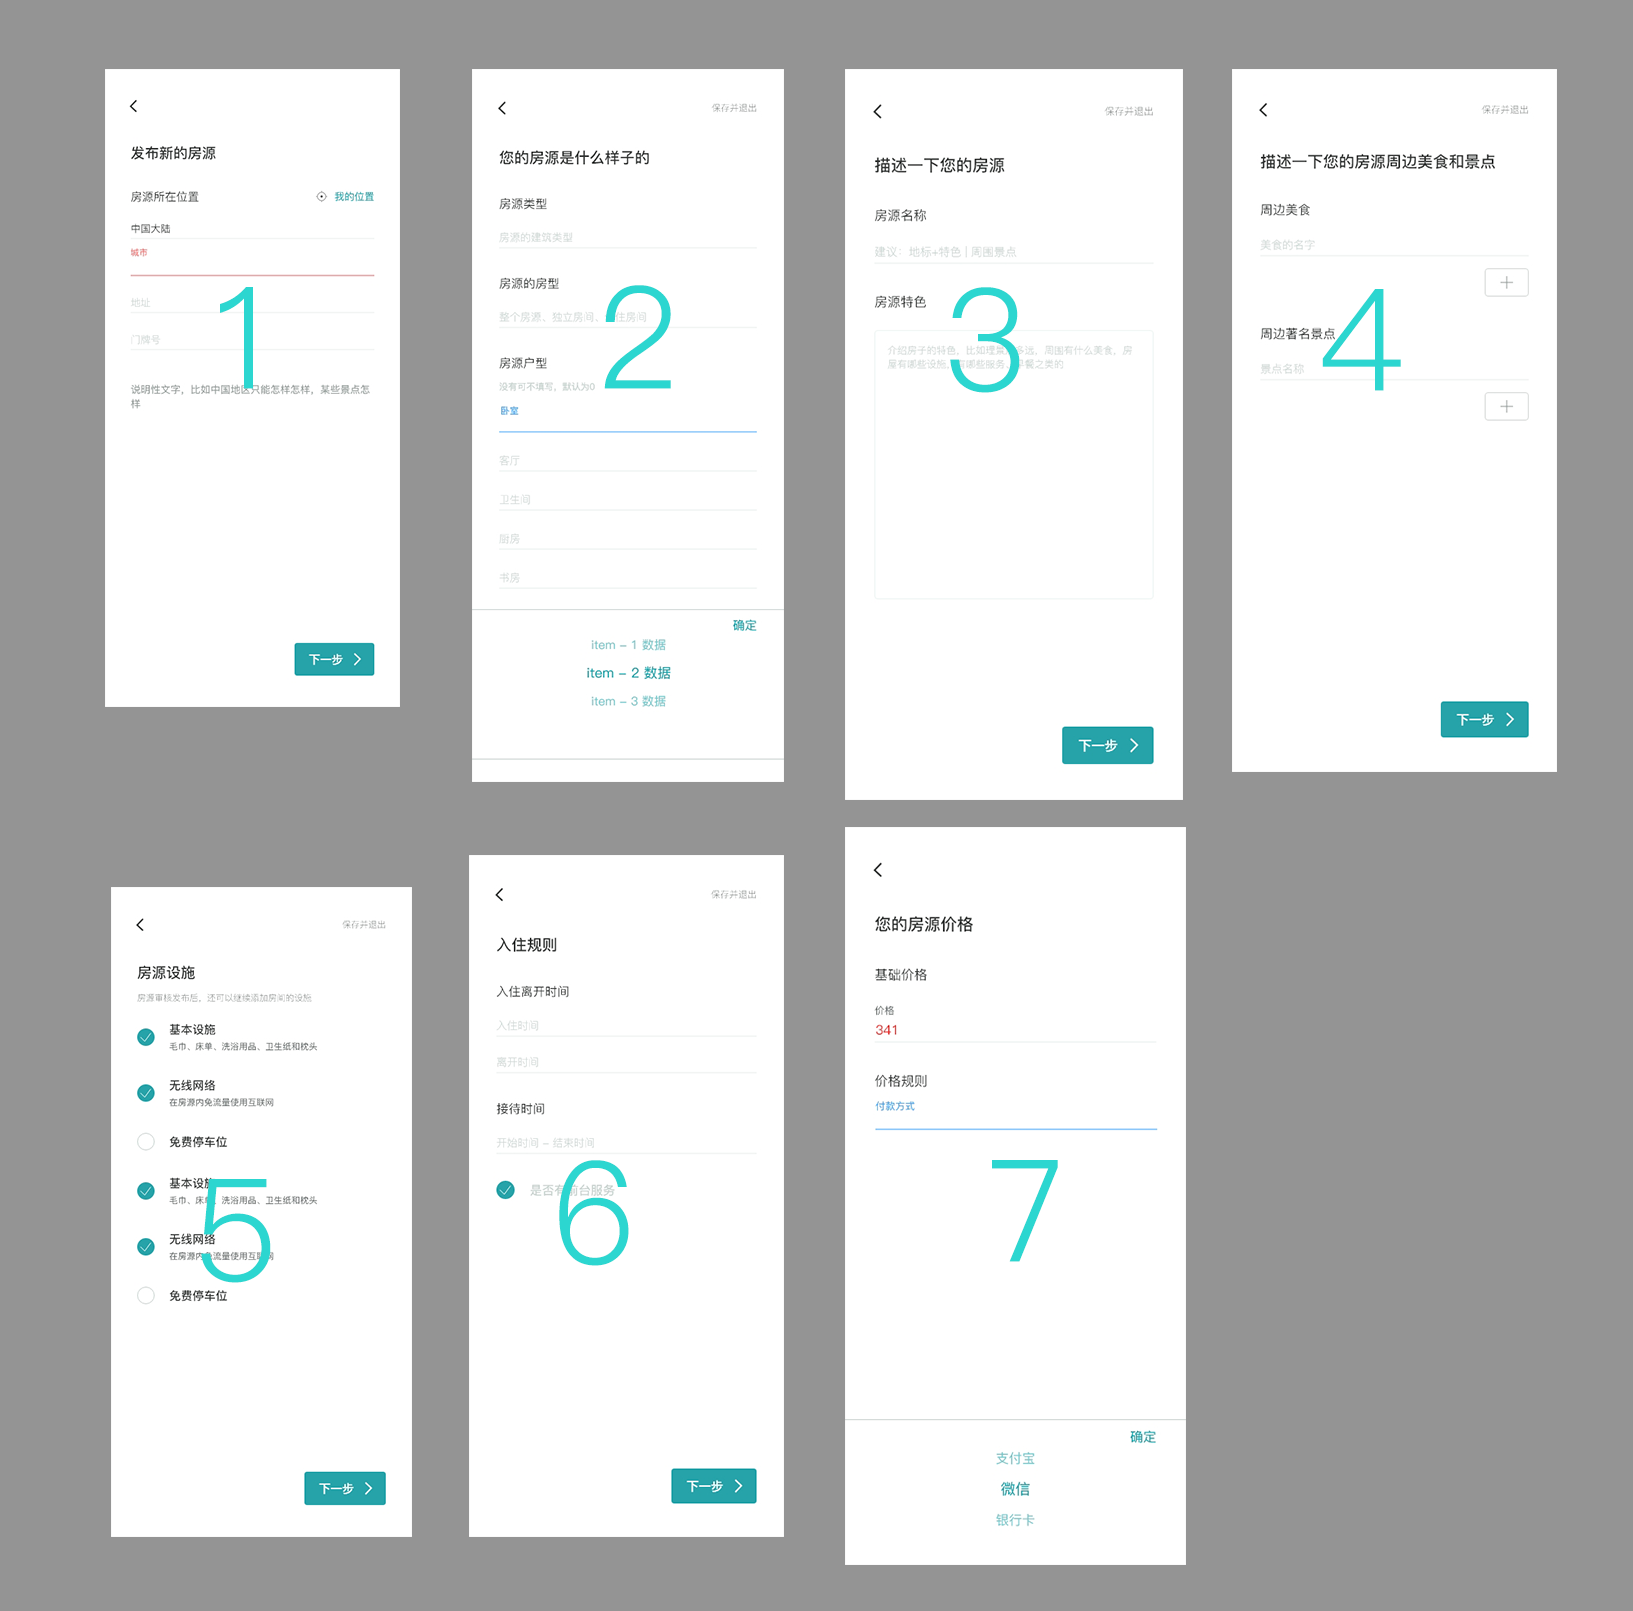 发布新的房源
房源所在位置
我的位置
中国大陆
城市
地址
门牌号
说明性文字，比如中国地区只能怎样怎样，某些景点怎
样
下一步
1
保存并退出
您的房源是什么样子的
房源类型
房源的建筑类型
房源的房型
整个房源、独立房间、
住房间
房源户型
没有可不填写，默认为0
卧室
客厅
卫生间
厨房
书房
确定
item – 1 数据
item – 2 数据
item – 3 数据
2
保存并退出
描述一下您的房源
房源名称
建议：地标+特色 | 周围景点
房源特色
介绍房子的特色，比如哩
多远，周围有什么美食，房
屋有哪些设施，有哪些服务，早餐之类的
下一步
3
保存并退出
描述一下您的房源周边美食和景点
周边美食
美食的名字
周边著名景点
景点名称
下一步
4
保存并退出
房源设施
房源审核发布后，还可以继续添加房间的设施
基本设施
毛巾、床单、洗浴用品、卫生纸和枕头
无线网络
在房源内免流量使用互联网
免费停车位
基本设施
毛巾、床单、洗浴用品、卫生纸和枕头
无线网络
在房源内免流量使用互联网
免费停车位
下一步
5
保存并退出
入住规则
入住离开时间
入住时间
离开时间
接待时间
开始时间 – 结束时间
是否有前台服务
下一步
6
您的房源价格
基础价格
价格
341
价格规则
付款方式
7
确定
支付宝
微信
银行卡